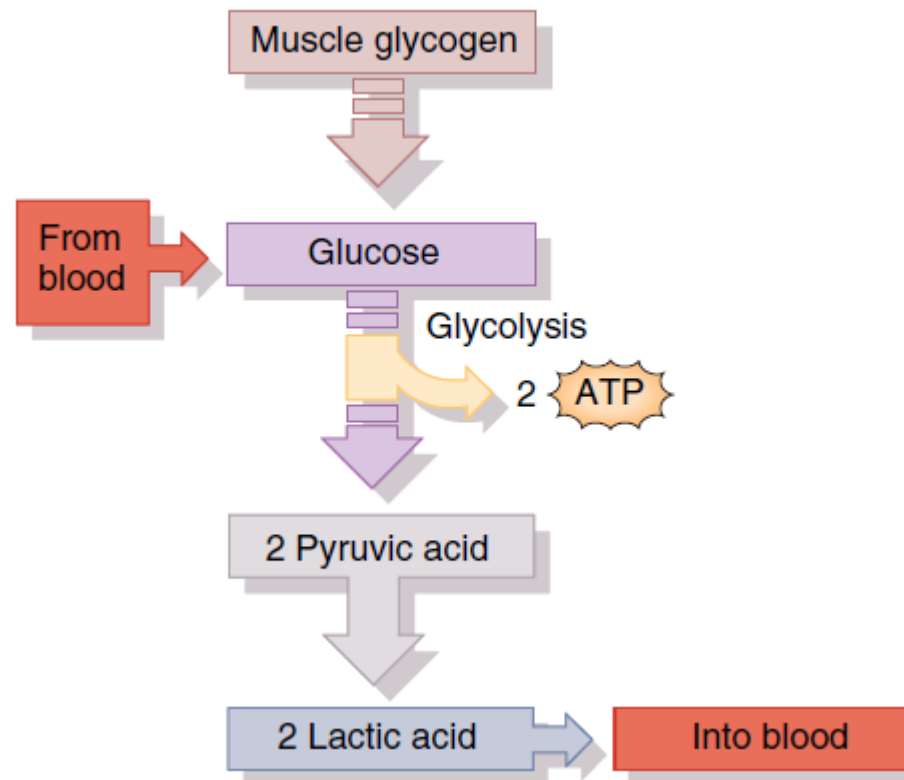 Muscle glycogen
From
blood
Glucose
Glycolysis
2 ATP
2 Pyruvic acid
2 Lactic acid
Into blood